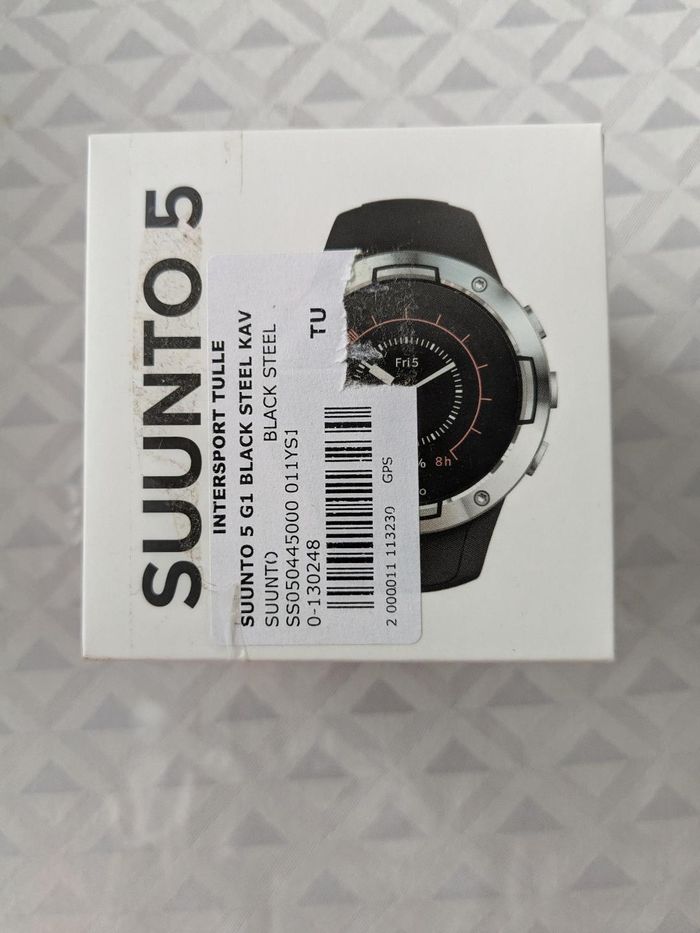 SUUNTO 5
INTERSPORT TULLE
TU
SUUNTO 5 G1 BLACK STEEL KAV
SUUNTO BLACK STEEL
SS050445000 011YS1
0-130248
2 000011 113230 GPS
Fri 5
% 8h